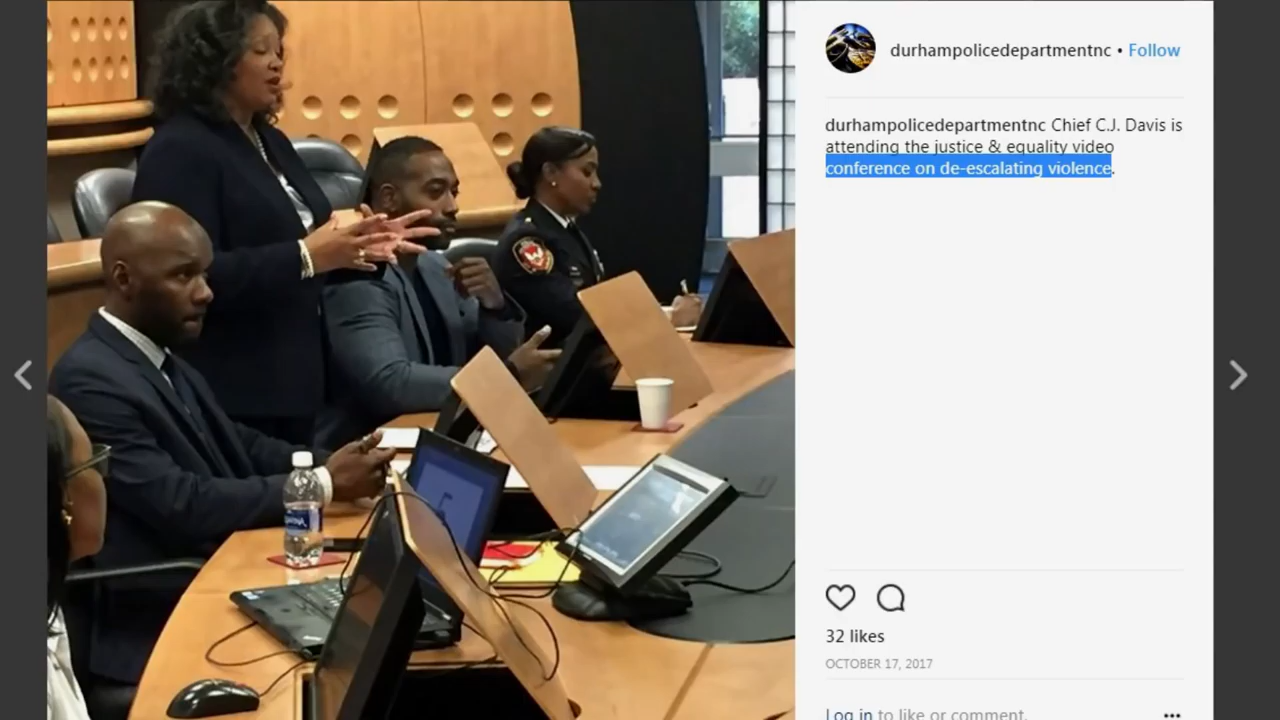 durhampolicedepartmentnc • Follow
durhampolicedepartmentnc Chief C.J. Davis is
attending the justice & equality video
conference on de-escalating violence.
32 likes
OCTOBER 17, 2017
Log in to like or comment.